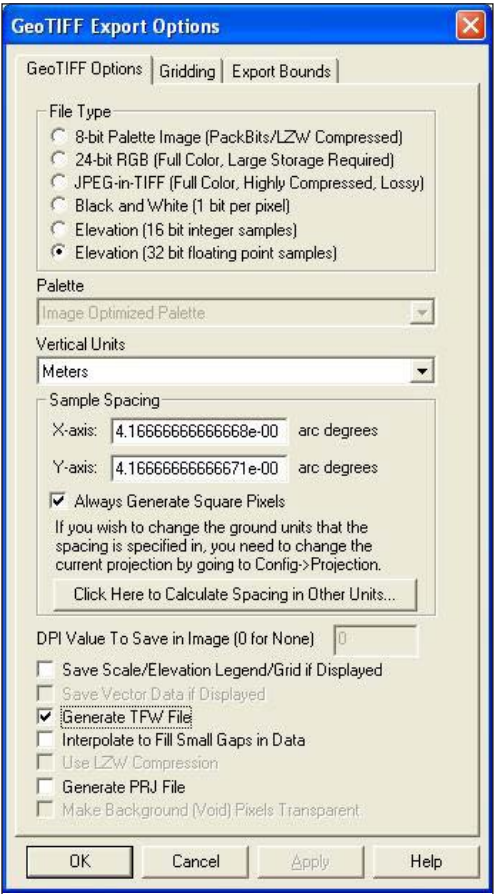 GeoTIFF Export Options
GeoTIFF Options Gridding Export Bounds
File Type
8-bit Palette Image (PackBits/LZW Compressed)
24-bit RGB (Full Color, Large Storage Required)
JPEG-in-TIFF (Full Color, Highly Compressed, Lossy)
Black and White (1 bit per pixel)
Elevation (16 bit integer samples)
Elevation (32 bit floating point samples)
Palette
Image Optimized Palette
Vertical Units
Meters
Sample Spacing
X-axis: 4.16666666666668e-00 arc degrees
Y-axis: 4.16666666666671e-00 arc degrees
Always Generate Square Pixels
If you wish to change the ground units that the
spacing is specified in, you need to change the
current projection by going to Config->Projection.
Click Here to Calculate Spacing in Other Units...
DPI Value To Save in Image (0 for None) 0
Save Scale/Elevation Legend/Grid if Displayed
Save Vector Data if Displayed
Generate TFW File
Interpolate to Fill Small Gaps in Data
Use LZW Compression
Generate PRJ File
Make Background (Void) Pixels Transparent
OK Cancel Apply Help